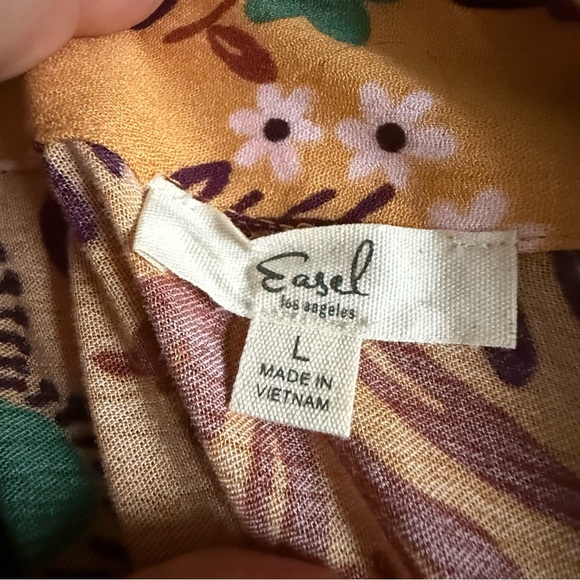 Easel
los angeles
L
MADE IN
VIETNAM